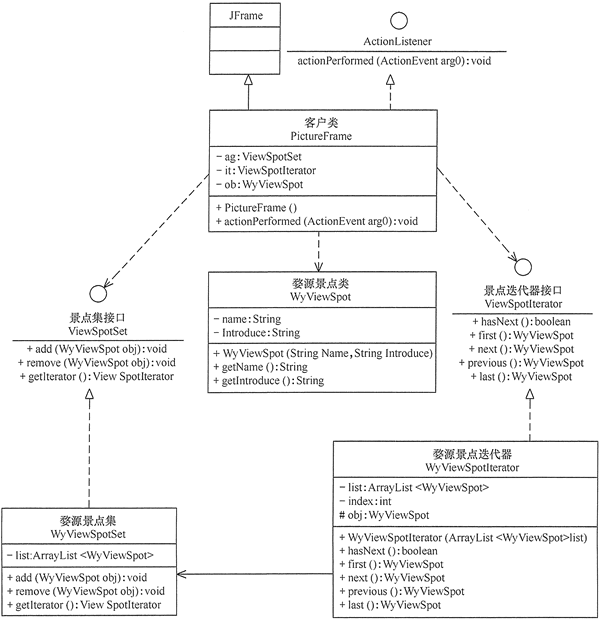 JFrame
ActionListener
actionPerformed (ActionEvent arg0):void
客户类
PictureFrame
- ag:ViewSpotSet
- it:ViewSpotIterator
- ob:WyViewSpot
+ PictureFrame ()
+ actionPerformed (ActionEvent arg0):void
景点集接口
ViewSpotSet
+ add (WyViewSpot obj):void
+ remove (WyViewSpot obj):void
+ getIterator ():View SpotIterator
婺源景点类
WyViewSpot
- name:String
- Introduce:String
+ WyViewSpot (String Name,String Introduce)
+ getName ():String
+ getIntroduce ():String
景点迭代器接口
ViewSpotIterator
+ hasNext ():boolean
+ first ():WyViewSpot
+ next ():WyViewSpot
+ previous ():WyViewSpot
+ last ():WyViewSpot
婺源景点集
WyViewSpotSet
- list:ArrayList <WyViewSpot>
+ add (WyViewSpot obj):void
+ remove (WyViewSpot obj):void
+ getIterator ():View SpotIterator
婺源景点迭代器
WyViewSpotIterator
- list:ArrayList <WyViewSpot>
- index:int
# obj:WyViewSpot
+ WyViewSpotIterator (ArrayList <WyViewSpot>list)
+ hasNext ():boolean
+ first ():WyViewSpot
+ next ():WyViewSpot
+ previous ():WyViewSpot
+ last ():WyViewSpot